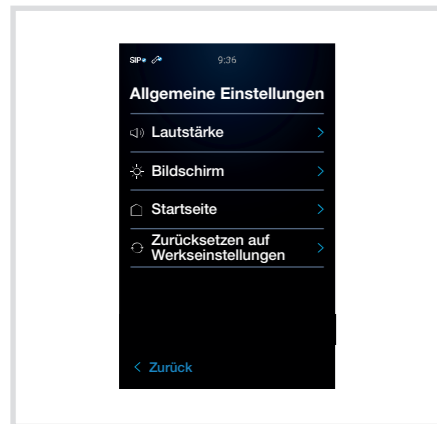 SIP 9:36
Allgemeine Einstellungen
Lautstärke
Bildschirm
Startseite
Zurücksetzen auf
Werkseinstellungen
Zurück